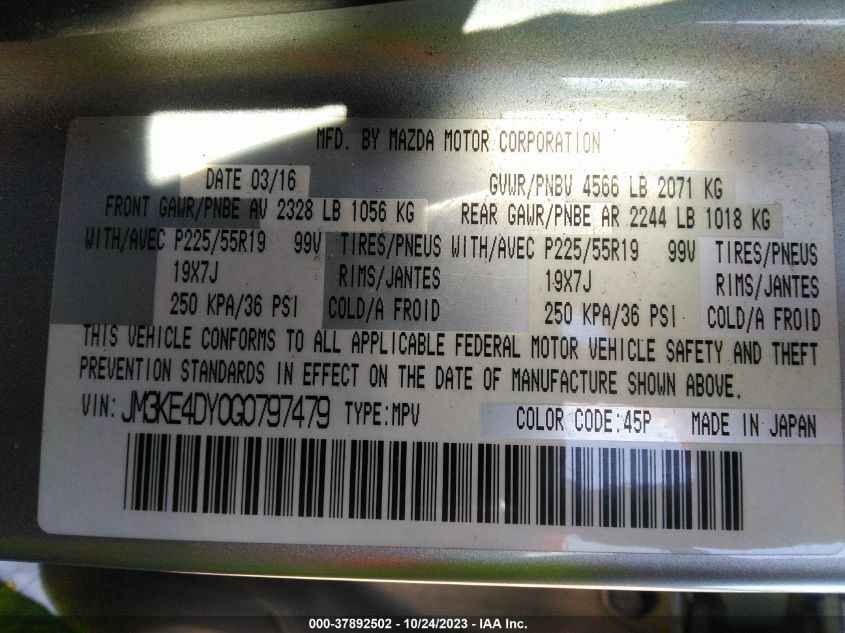 MFD. BY MAZDA MOTOR CORPORATION
DATE 03/16 GVWR/PNBV 4566 LB 2071 KG
FRONT GAWR/PNBE AV 2328 LB 1056 KG REAR GAWR/PNBE AR 2244 LB 1018 KG
WITH/AVEC P225/55R19 99V TIRES/PNEUS WITH/AVEC P225/55R19 99V TIRES/PNEUS
19X7J RIMS/JANTES 19X7J RIMS/JANTES
250 KPA/36 PSI COLD/A FROID 250 KPA/36 PSI COLD/A FROID
THIS VEHICLE CONFORMS TO ALL APPLICABLE FEDERAL MOTOR VEHICLE SAFETY AND THEFT
PREVENTION STANDARDS IN EFFECT ON THE DATE OF MANUFACTURE SHOWN ABOVE.
VIN: JM3KE4DY0G0797479 TYPE:MPV COLOR CODE:45P MADE IN JAPAN
000-37892502 / 10/24/2023 - IAA Inc.